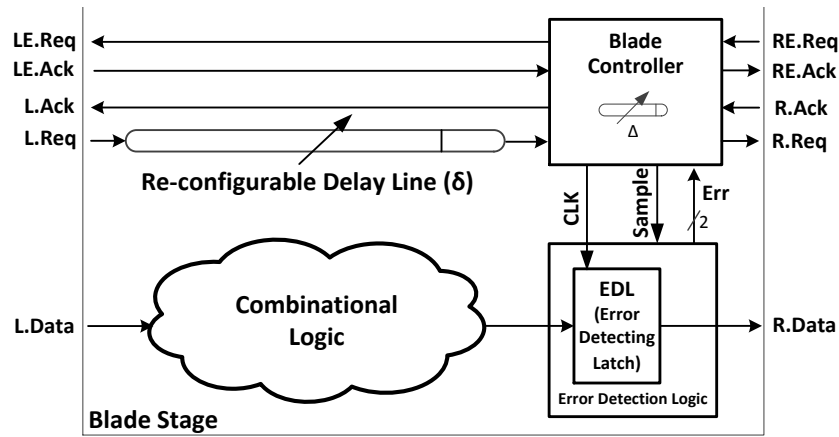 LE.Req
LE.Ack
L.Ack
L.Req
Blade
Controller
Δ
RE.Req
RE.Ack
R.Ack
R.Req
Re-configurable Delay Line (δ)
CLK
Sample
Err
2
L.Data
Combinational
Logic
EDL
(Error
Detecting
Latch)
R.Data
Error Detection Logic
Blade Stage